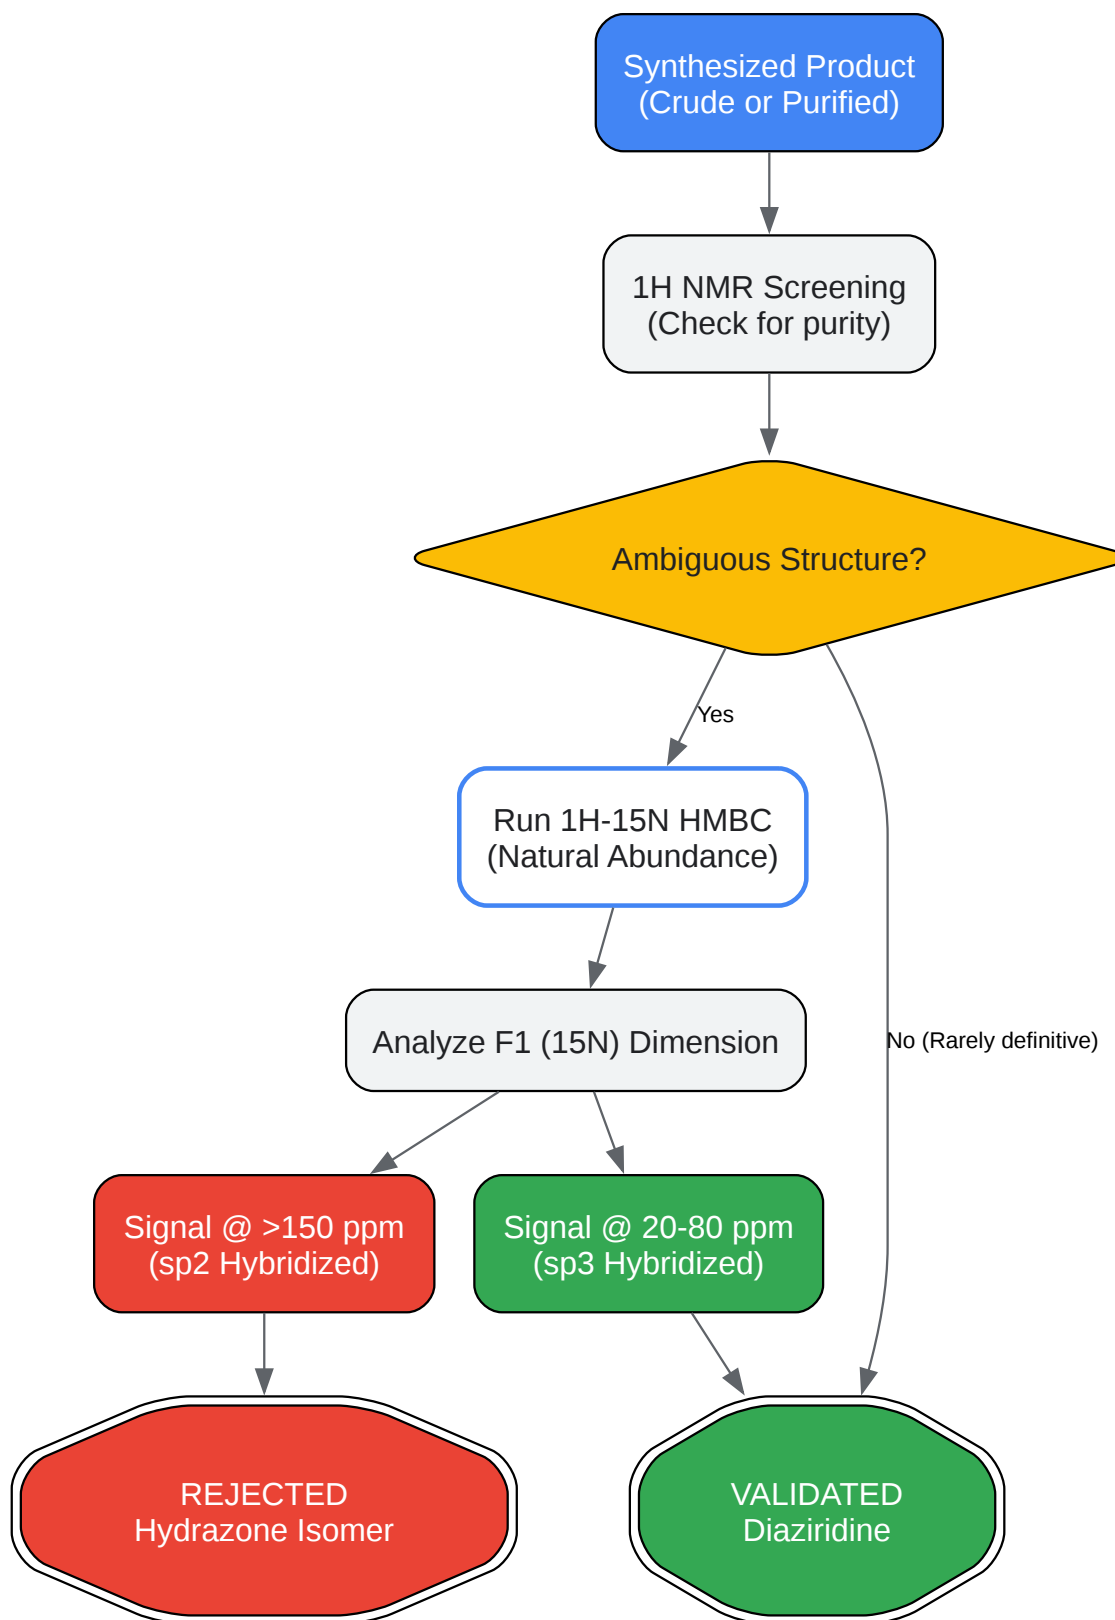 Synthesized Product
(Crude or Purified)
1H NMR Screening
(Check for purity)
Ambiguous Structure?
Yes
Run 1H-15N HMBC
(Natural Abundance)
No (Rarely definitive)
Analyze F1 (15N) Dimension
Signal @ >150 ppm
(sp2 Hybridized)
Signal @ 20-80 ppm
(sp3 Hybridized)
REJECTED
Hydrazone Isomer
VALIDATED
Diaziridine